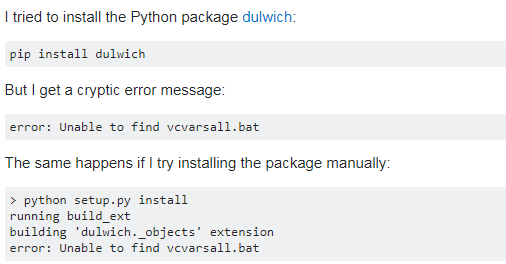 I tried to install the Python package dulwich:
pip install dulwich
But I get a cryptic error message:
error: Unable to find vcvarsall.bat
The same happens if I try installing the package manually:
> python setup.py install
running build_ext
building 'dulwich._objects' extension
error: Unable to find vcvarsall.bat